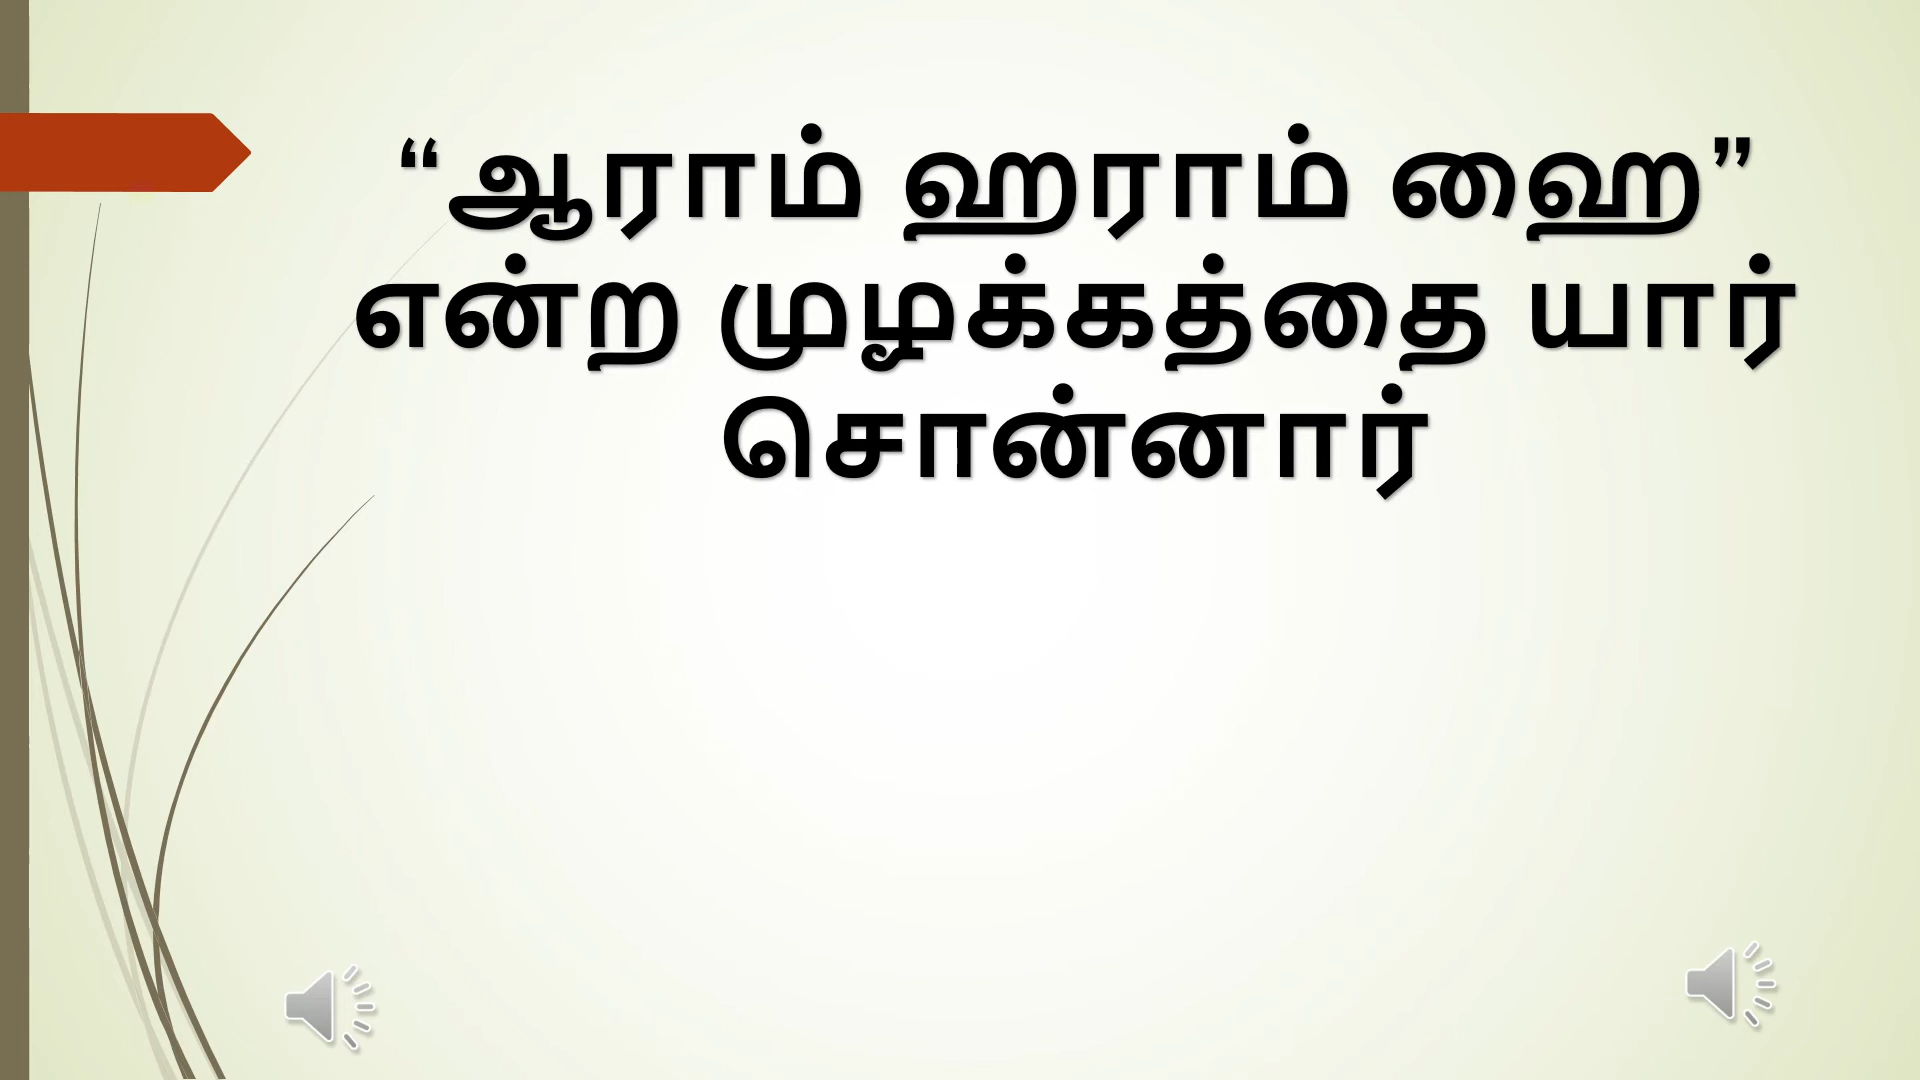 “ஆராம் ஹராம் ஹைஹ”
என்ற முழக்கத்தை யார்
சொன்னார்